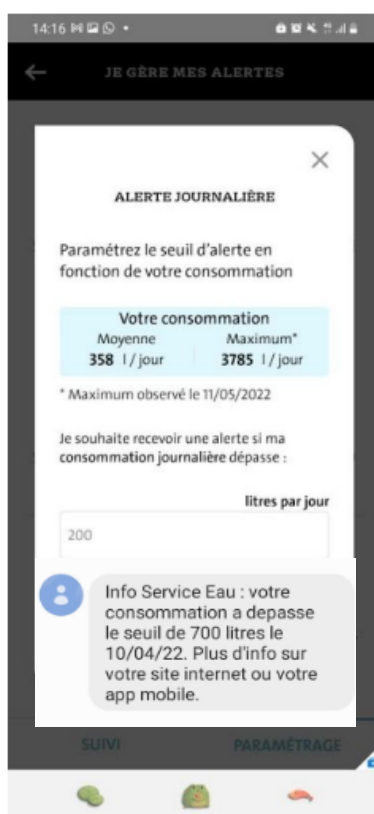 14:16
JE GÈRE MES ALERTES
ALERTE JOURNALIÈRE
Paramétrez le seuil d'alerte en
fonction de votre consommation
Votre consommation
Moyenne Maximum*
358 l/jour 3785 l/jour
* Maximum observé le 11/05/2022
Je souhaite recevoir une alerte si ma
consommation journalière dépasse :
litres par jour
200
Info Service Eau : votre
consommation a depasse
le seuil de 700 litres le
10/04/22. Plus d'info sur
votre site internet ou votre
app mobile.
SUIVI PARAMÉTRAGE